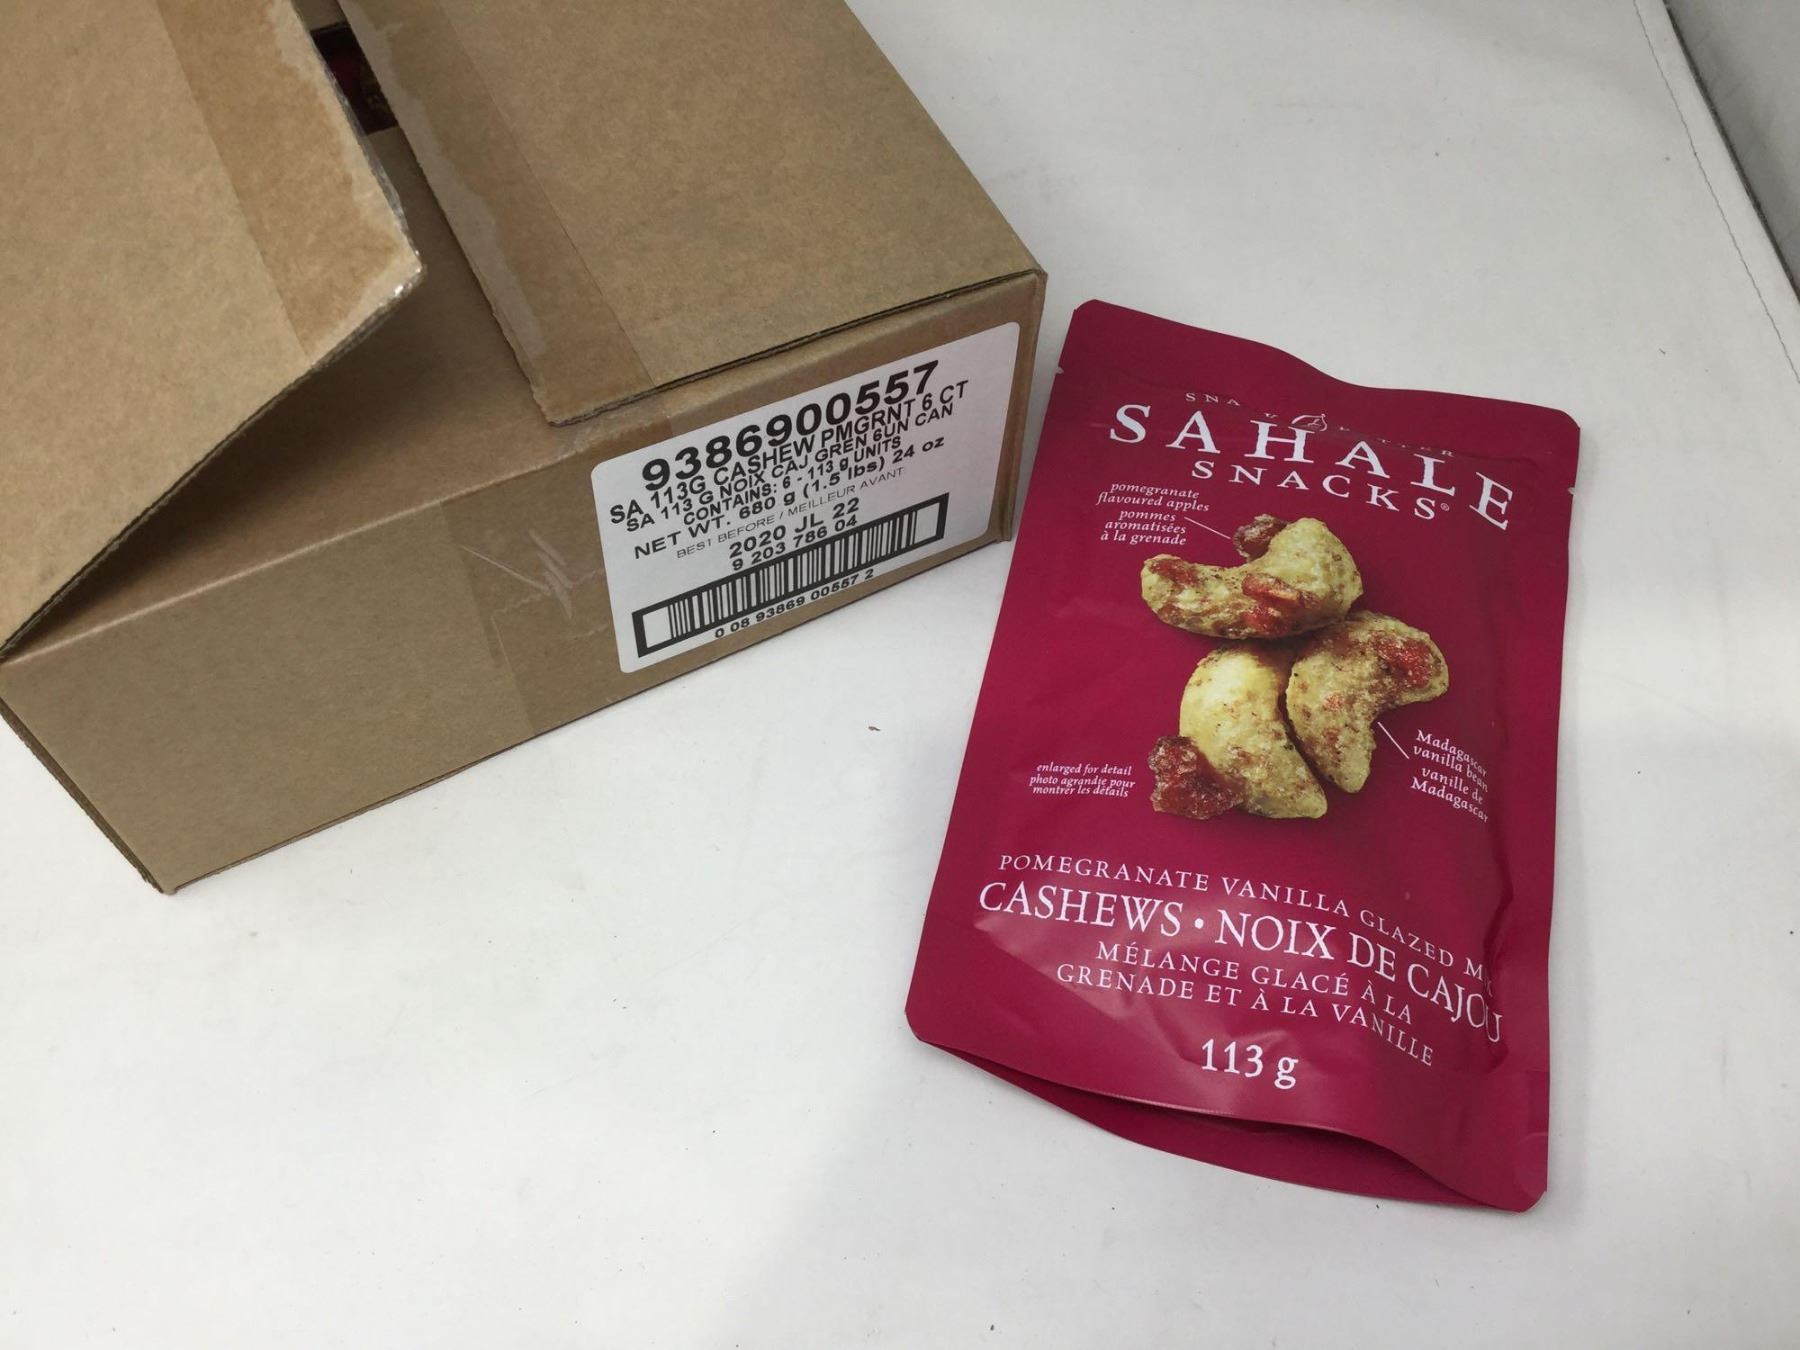 9386900557
SA 113G CASHEW PMGRNT 6 CT
SA 113 G NOIX CAJ GREN 6UN CAN
CONTAINS: 6 - 113 g UNITS
NET WT. 680 g (1.5 lbs) 24 oz
BEST BEFORE / MEILLEUR AVANT:
2020 JL 22
9 203 786 04
0 08 93869 00557 2
SAHALE
SNACKS®
pomegranate
flavoured apples
pommes
aromatisées
à la grenade
Madagascar
vanilla bean
vanille de
Madagascar
enlarged for detail
photo agrandie pour
montrer les détails
POMEGRANATE VANILLA GLAZED
CASHEWS • NOIX DE CAJOU
MÉLANGE GLACÉ À LA
GRENADE ET À LA VANILLE
113 g